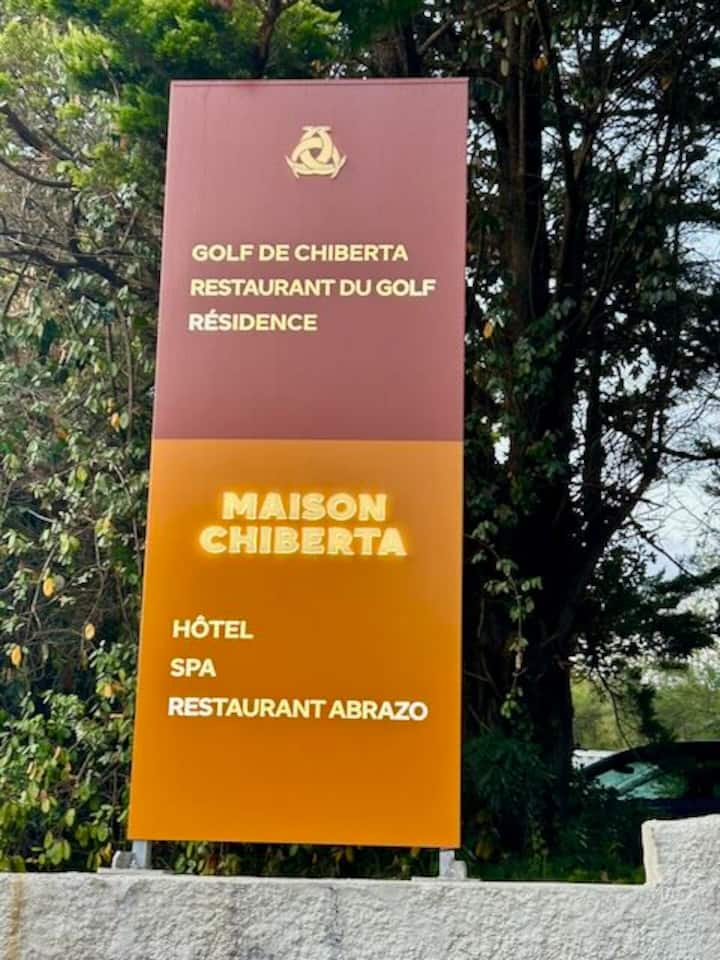 GOLF DE CHIBERTA
RESTAURANT DU GOLF
RÉSIDENCE
MAISON
CHIBERTA
HÔTEL
SPA
RESTAURANT ABRAZO